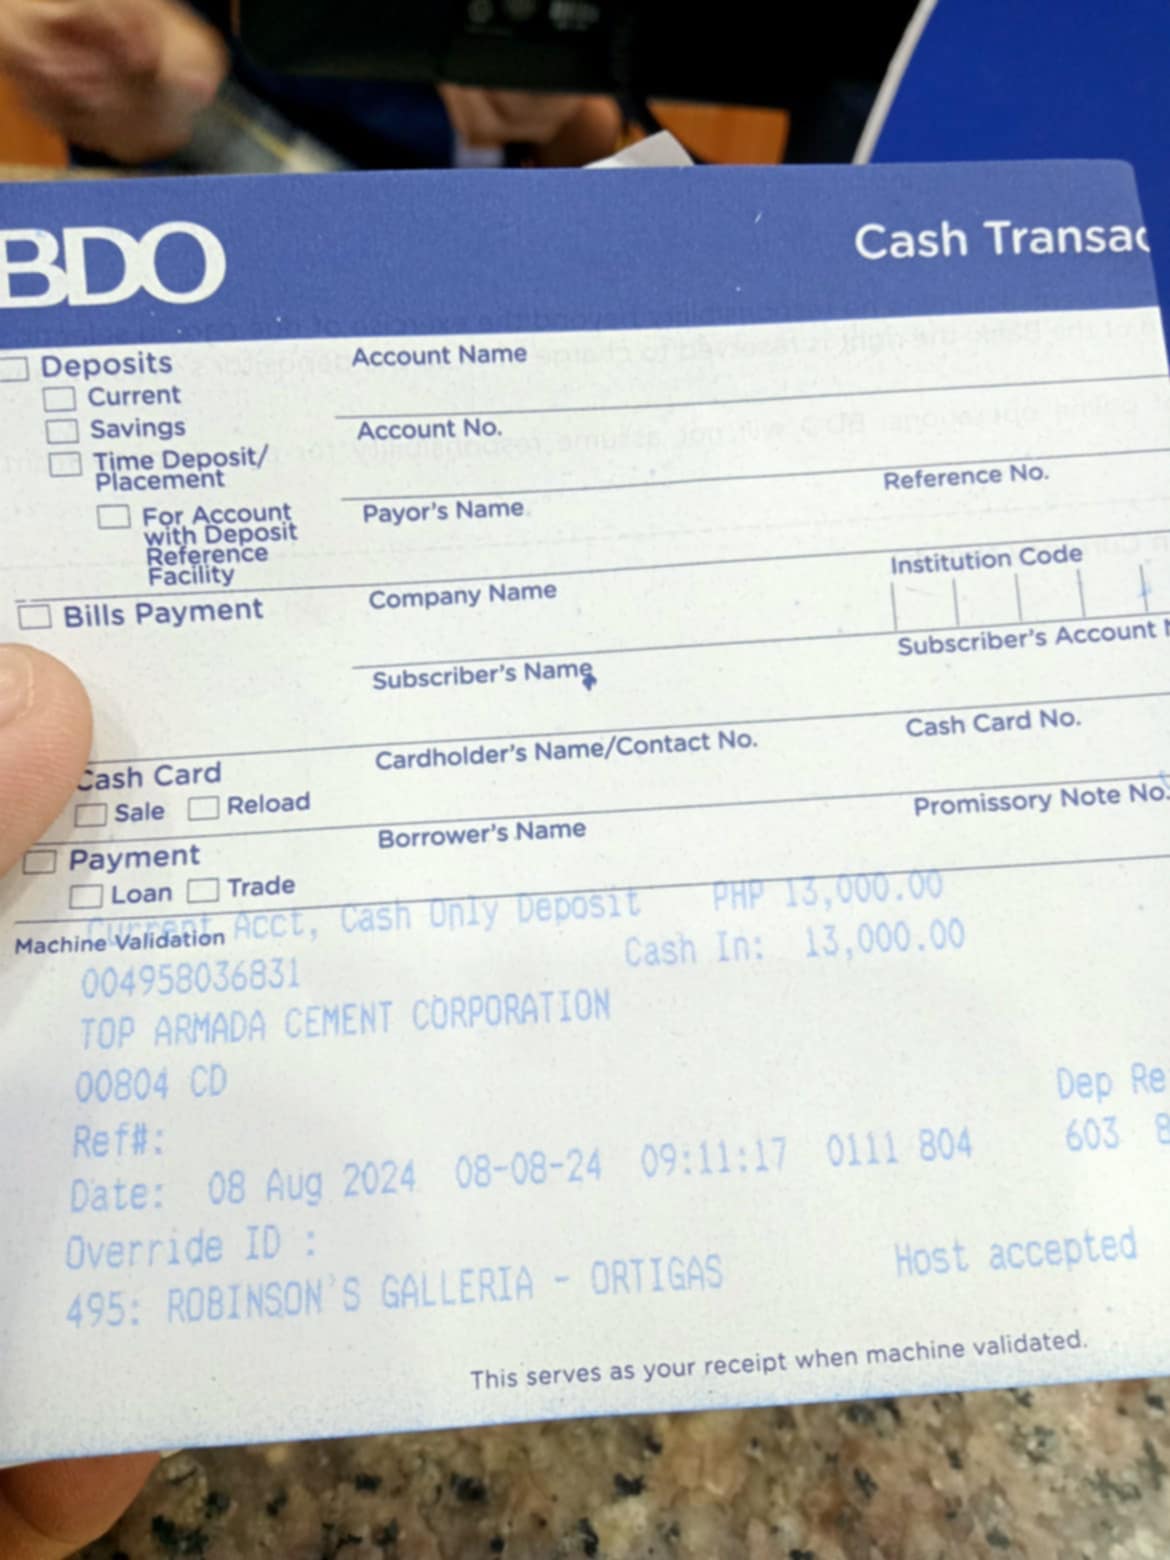 BDO
Cash Transac
Deposits
Current
Savings
Time Deposit/
Placement
For Account
with Deposit
Reference
Facility
Account Name
Account No.
Payor's Name
Reference No.
Bills Payment
Company Name
Institution Code
Subscriber's Name
Subscriber's Account N
Cash Card
Sale
Reload
Cardholder's Name/Contact No.
Cash Card No.
Payment
Loan
Trade
Borrower's Name
Promissory Note No.
Current Acct, Cash Only Deposit PHP 13,000.00
Machine Validation
004958036831 Cash In: 13,000.00
TOP ARMADA CEMENT CORPORATION
00804 CD
Dep Re
Ref#:
Date: 08 Aug 2024 08-08-24 09:11:17 0111 804 603 8
Override ID :
495: ROBINSON'S GALLERIA - ORTIGAS Host accepted
This serves as your receipt when machine validated.